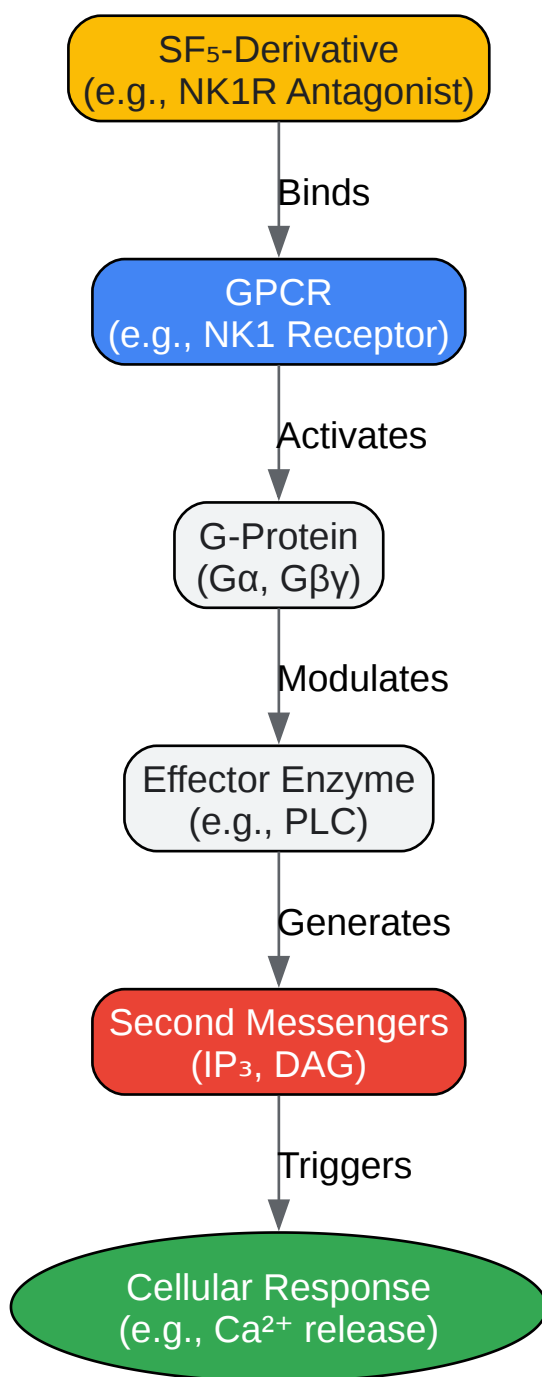 SF₅-Derivative
(e.g., NK1R Antagonist)
Binds
GPCR
(e.g., NK1 Receptor)
Activates
G-Protein
(Gα, Gβγ)
Modulates
Effector Enzyme
(e.g., PLC)
Generates
Second Messengers
(IP₃, DAG)
Triggers
Cellular Response
(e.g., Ca²⁺ release)